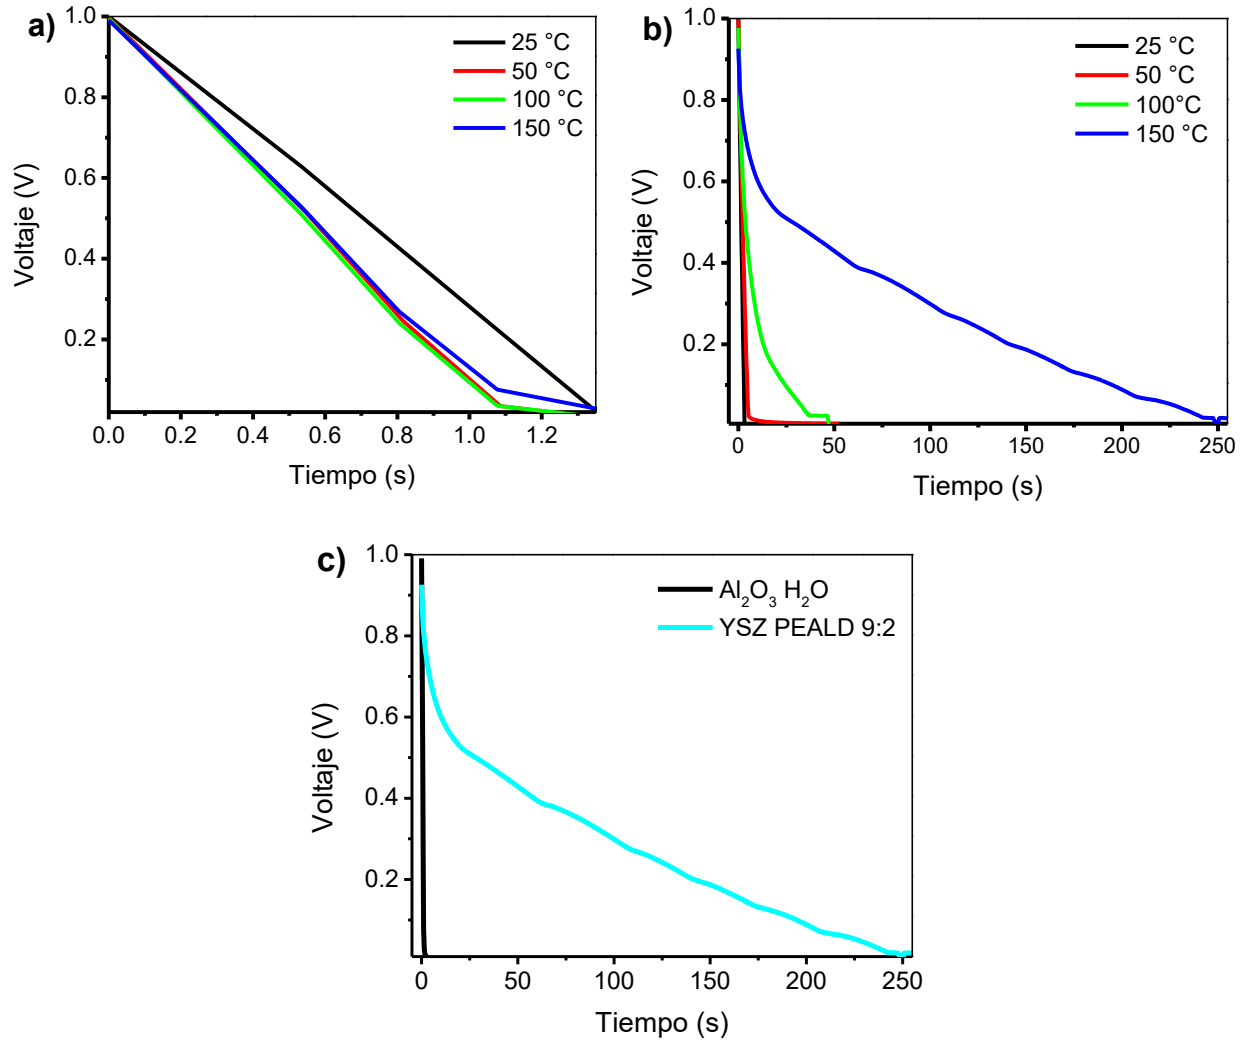 a)
1.0
0.8
0.6
0.4
0.2
0.0 0.2 0.4 0.6 0.8 1.0 1.2
Voltaje (V)
Tiempo (s)
25 °C
50 °C
100 °C
150 °C
b)
1.0
0.8
0.6
0.4
0.2
0 50 100 150 200 250
Voltaje (V)
Tiempo (s)
25 °C
50 °C
100°C
150 °C
c)
1.0
0.8
0.6
0.4
0.2
0 50 100 150 200 250
Voltaje (V)
Tiempo (s)
Al₂O₃ H₂O
YSZ PEALD 9:2